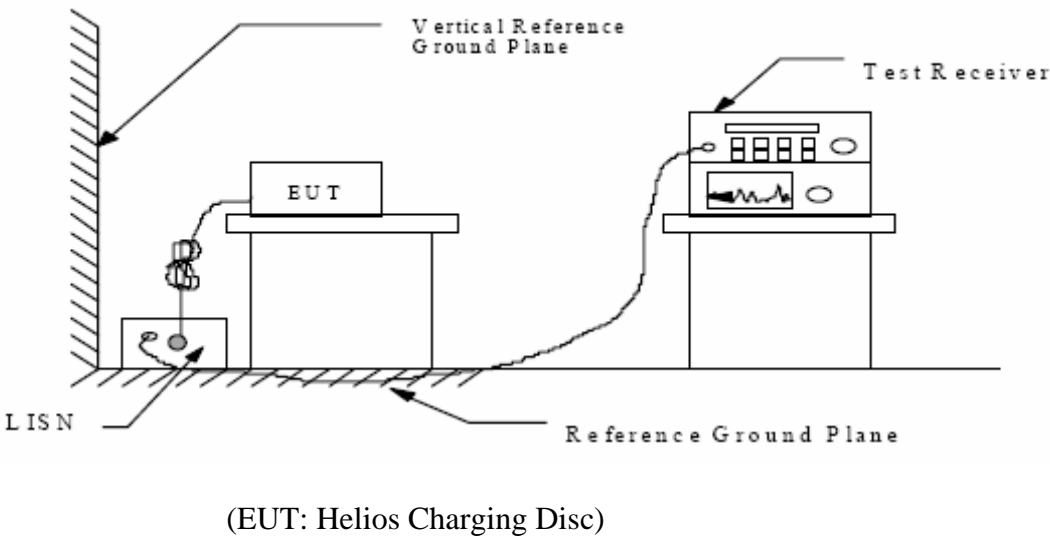 Vertical Reference
Ground Plane
Test Receiver
EUT
LISN
Reference Ground Plane
(EUT: Helios Charging Disc)